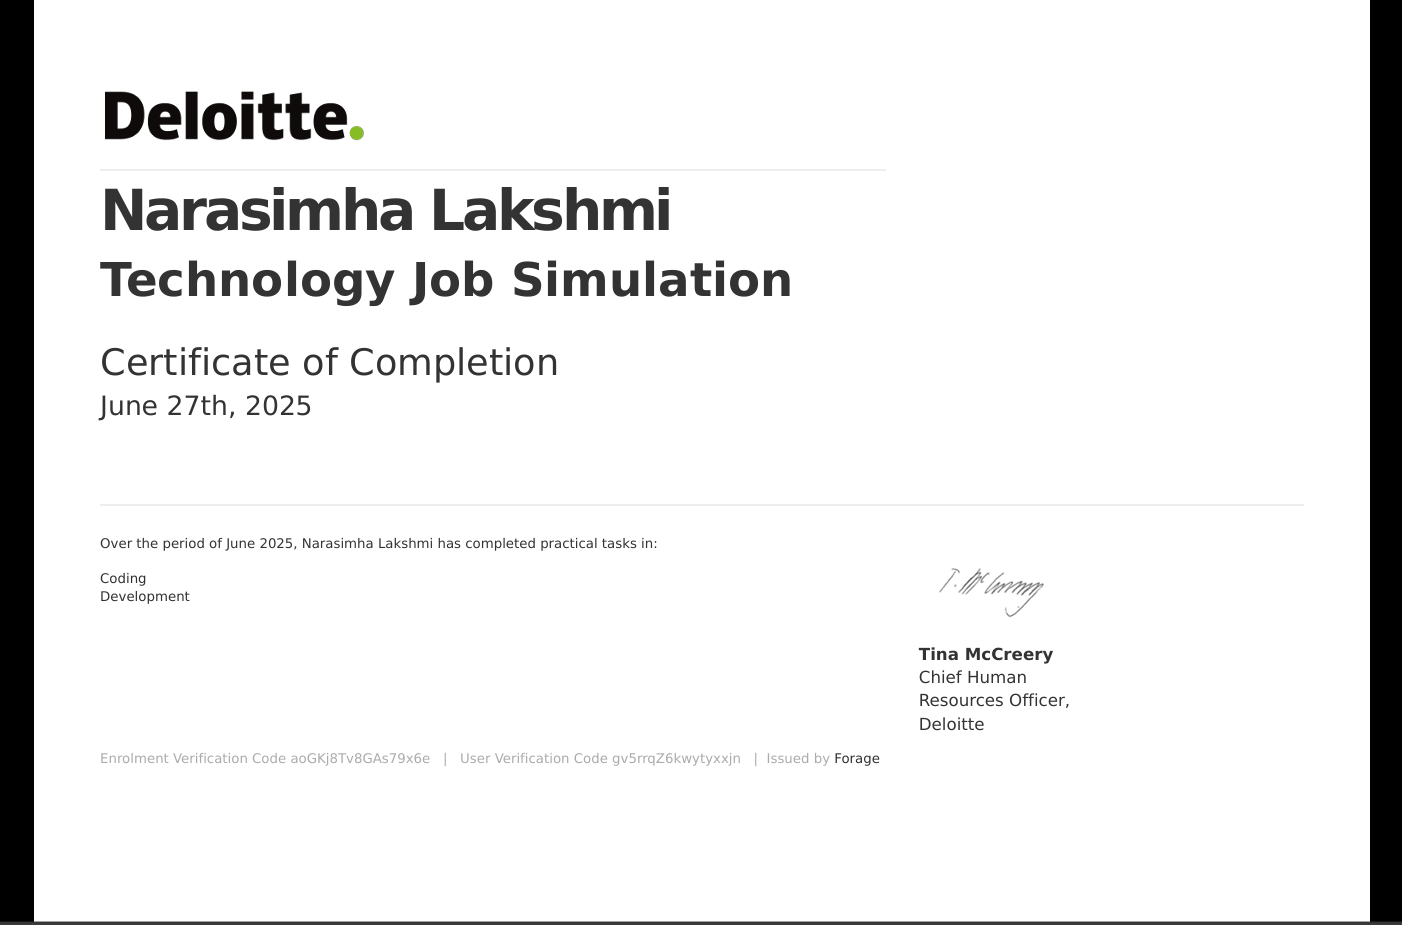 Deloitte.
Narasimha Lakshmi
Technology Job Simulation
Certificate of Completion
June 27th, 2025
Over the period of June 2025, Narasimha Lakshmi has completed practical tasks in:
Coding
Development
Tina McCreery
Chief Human
Resources Officer,
Deloitte
Enrolment Verification Code aoGKj8Tv8GAs79x6e | User Verification Code gv5rrqZ6kwytyxxjn | Issued by Forage